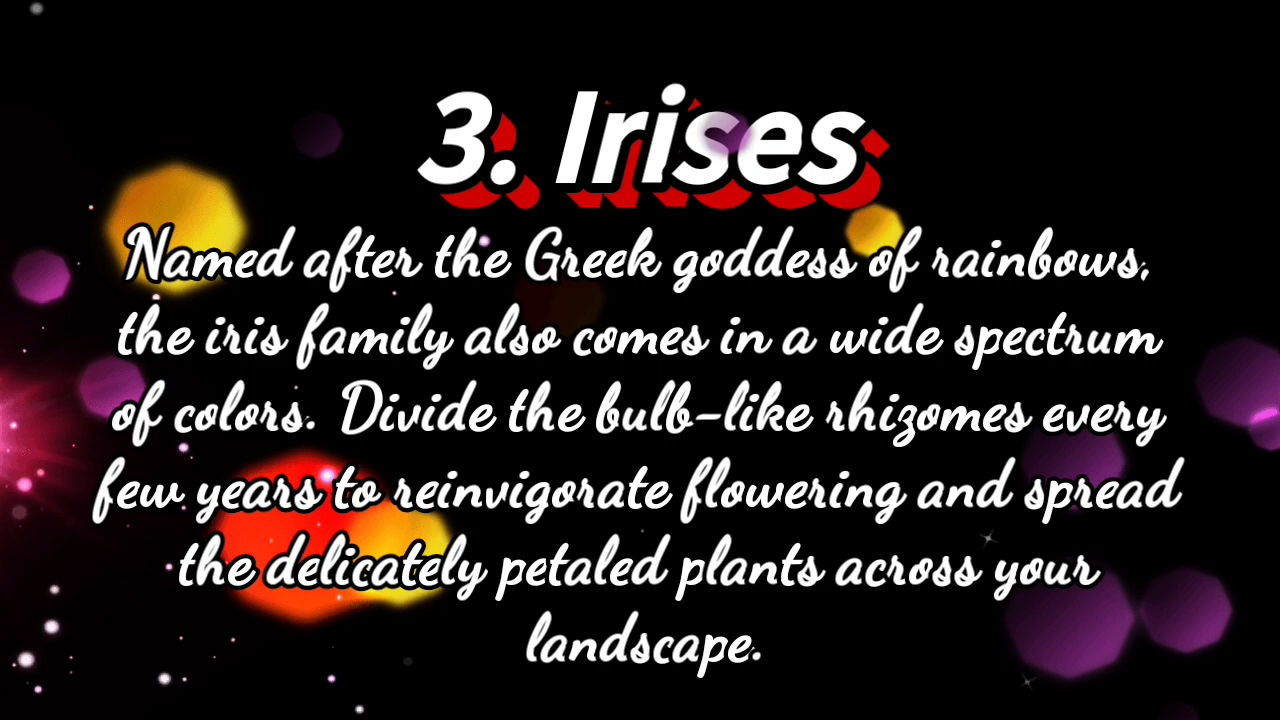 3. Irises
Named after the Greek goddess of rainbows,
the iris family also comes in a wide spectrum
of colors. Divide the bulb-like rhizomes every
few years to reinvigorate flowering and spread
the delicately petaled plants across your
landscape.